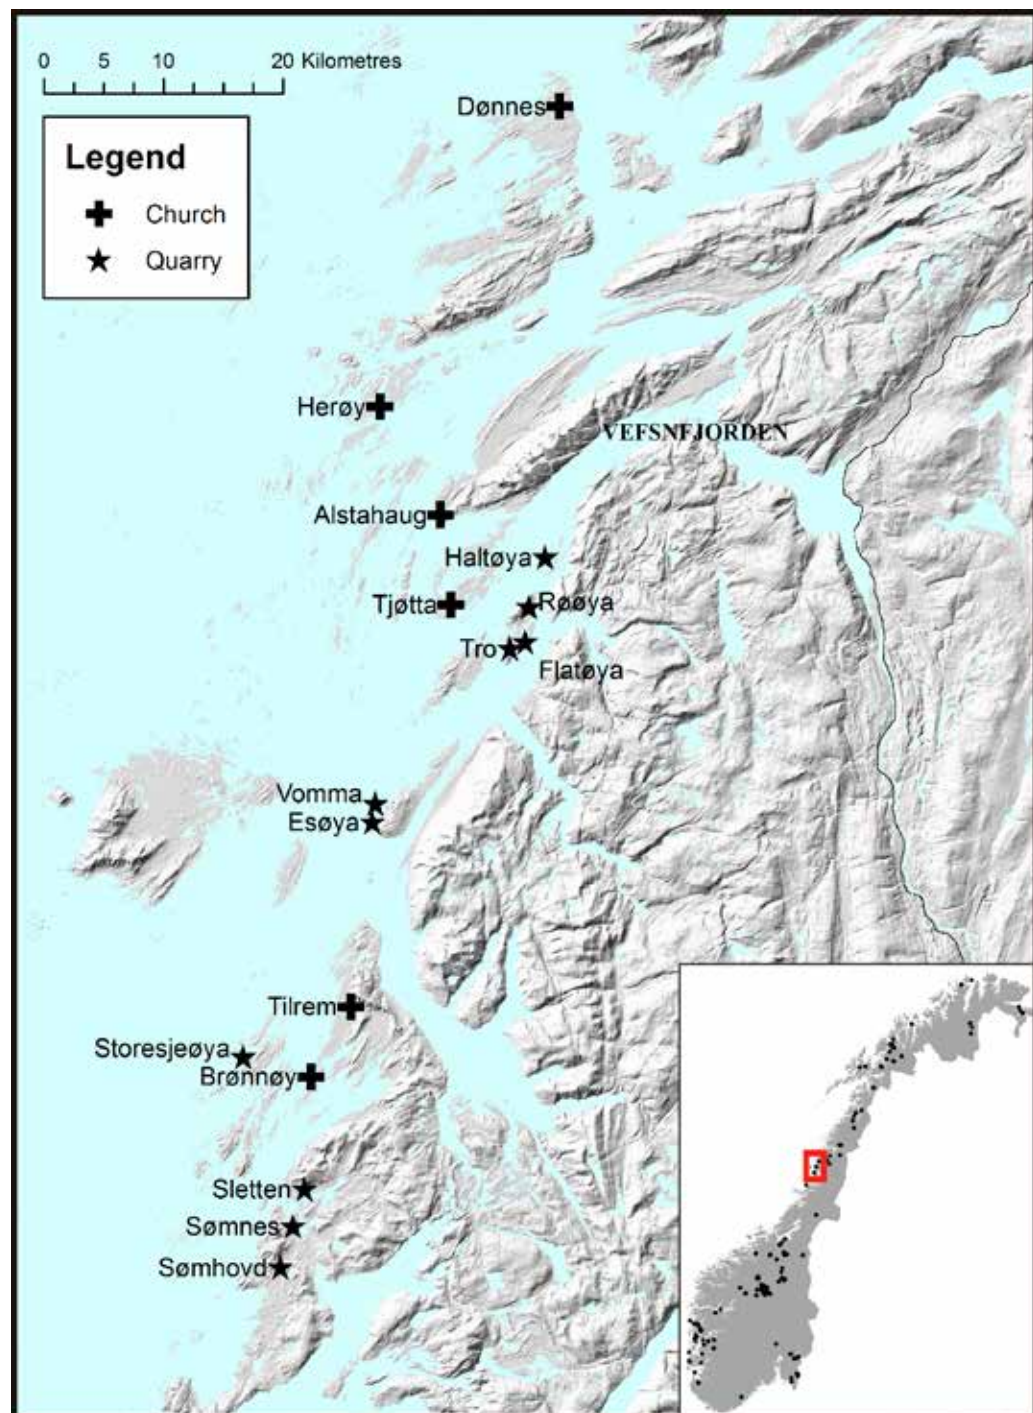 0 5 10 20 Kilometres
Dønnes
Legend
Church
Quarry
Herøy
VEFSNFJORDEN
Alstahaug
Haltøya
Tjøtta
Røøya
Tro
Flatøya
Vomma
Esøya
Tilrem
Storesjeøya
Brønnøy
Sletten
Sømnes
Sømhovd